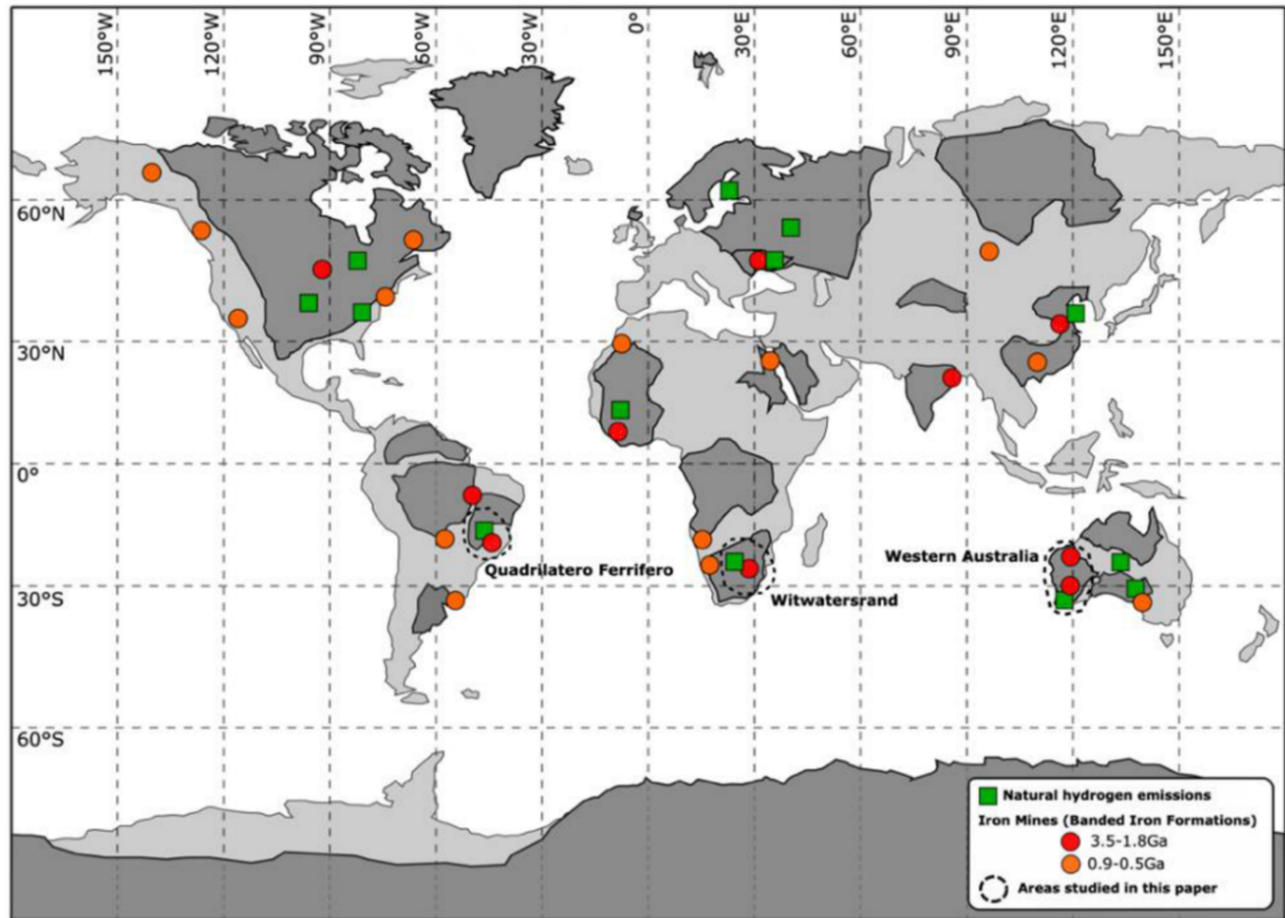 150°W
120°W
90°W
60°W
30°W
0°
30°E
60°E
90°E
120°E
150°E
60°N
30°N
0°
Quadrilatero Ferrifero
Western Australia
30°S
Witwatersrand
60°S
Natural hydrogen emissions
Iron Mines (Banded Iron Formations)
3.5-1.8Ga
0.9-0.5Ga
Areas studied in this paper